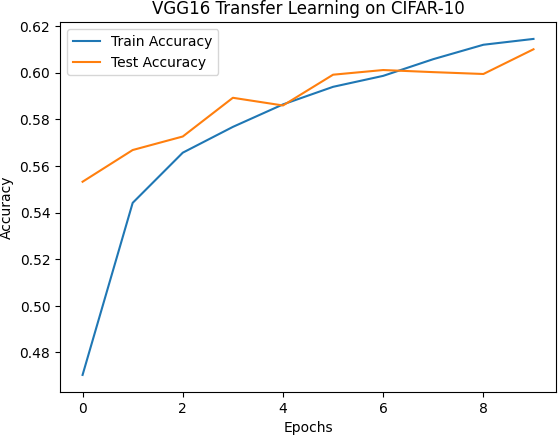 VGG16 Transfer Learning on CIFAR-10
Train Accuracy
Test Accuracy
0.62
0.60
0.58
0.56
0.54
0.52
0.50
0.48
Accuracy
0 2 4 6 8
Epochs